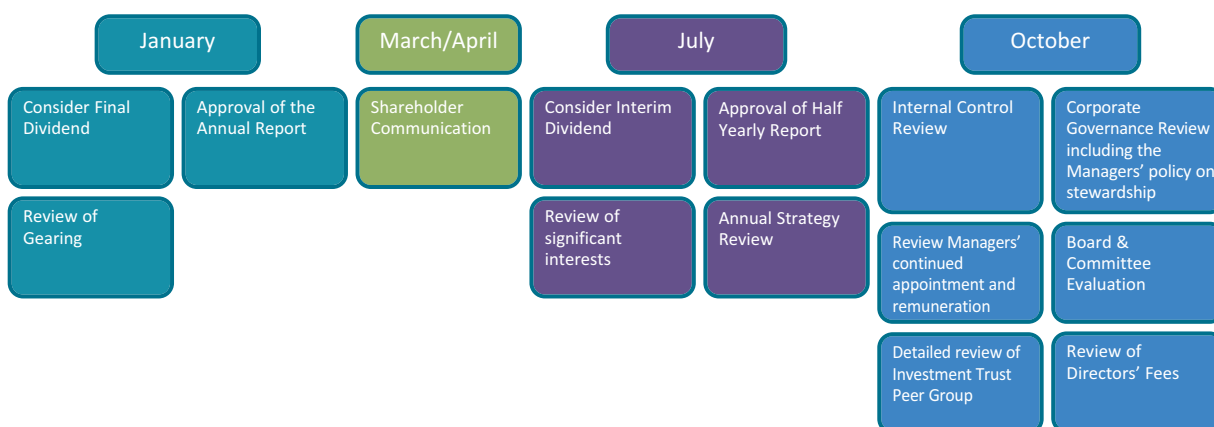 January
Consider Final
Dividend
Approval of the
Annual Report
Review of
Gearing
March/April
Shareholder
Communication
July
Consider Interim
Dividend
Approval of Half
Yearly Report
Review of
significant
interests
Annual Strategy
Review
October
Internal Control
Review
Corporate
Governance Review
including the
Managers’ policy on
stewardship
Review Managers’
continued
appointment and
remuneration
Board &
Committee
Evaluation
Detailed review of
Investment Trust
Peer Group
Review of
Directors’ Fees